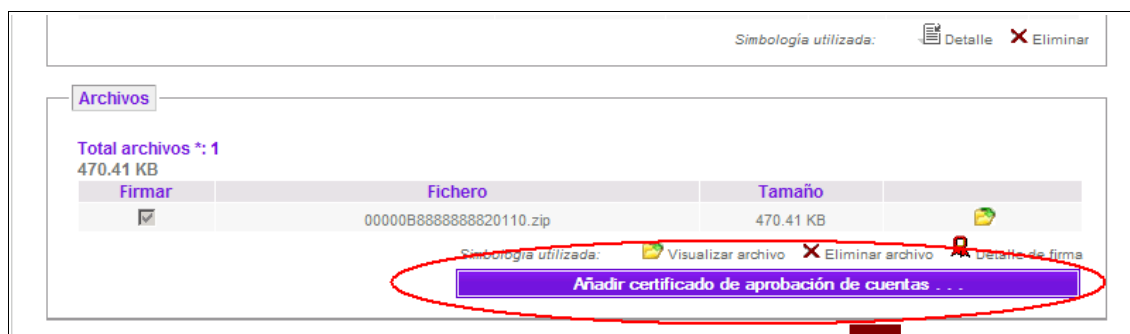 Simbología utilizada: Detalle Eliminar
Archivos
Total archivos *: 1
470.41 KB
Firmar Fichero Tamaño
00000B8888888820110.zip 470.41 KB
Simbología utilizada: Visualizar archivo Eliminar archivo Detalle de firma
Añadir certificado de aprobación de cuentas . . .